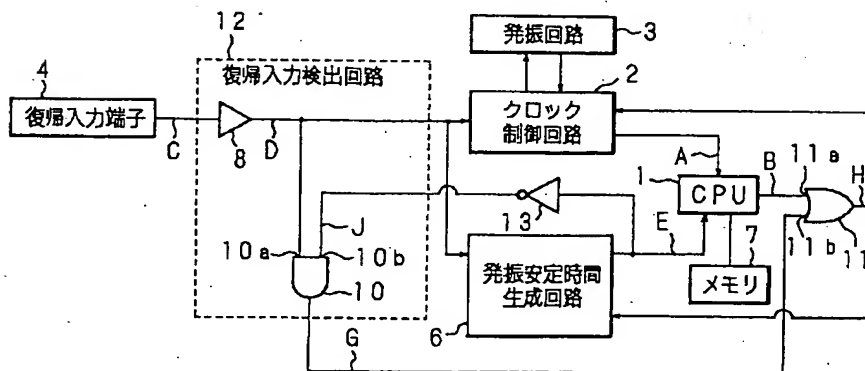 12
復帰入力検出回路
4
復帰入力端子
C
8
D
発振回路
3
2
クロック
制御回路
A
1
CPU
B
11a
H
11b
11
13
J
10a
10b
10
E
7
メモリ
発振安定時間
生成回路
6
G